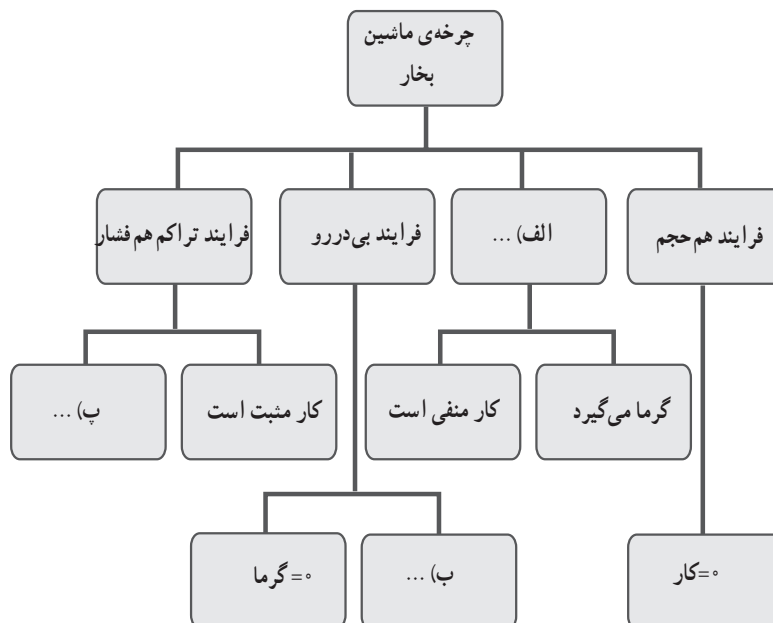 چرخه‌ی ماشین
بخار
فرایند هم‌حجم
الف) ...
فرایند بی‌دررو
فرایند تراکم هم‌فشار
گرما می‌گیرد
کار منفی است
کار مثبت است
پ) ...
۰=کار
ب) ...
۰=گرما